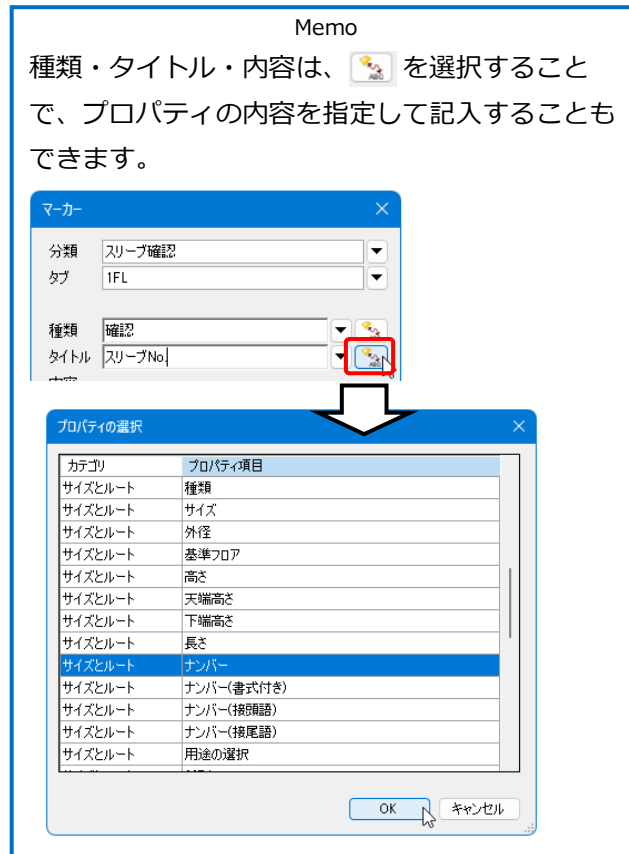 Memo
種類・タイトル・内容は、 を選択すること
で、プロパティの内容を指定して記入することも
できます。
マーカー
分類 スリーブ確認
タブ 1FL
種類 確認
タイトル スリーブNo.
プロパティの選択
カテゴリ プロパティ項目
サイズとルート 種類
サイズとルート サイズ
サイズとルート 外径
サイズとルート 基準フロア
サイズとルート 高さ
サイズとルート 天端高さ
サイズとルート 下端高さ
サイズとルート 長さ
サイズとルート ナンバー
サイズとルート ナンバー(書式付き)
サイズとルート ナンバー(接頭語)
サイズとルート ナンバー(接尾語)
サイズとルート 用途の選択
OK キャンセル